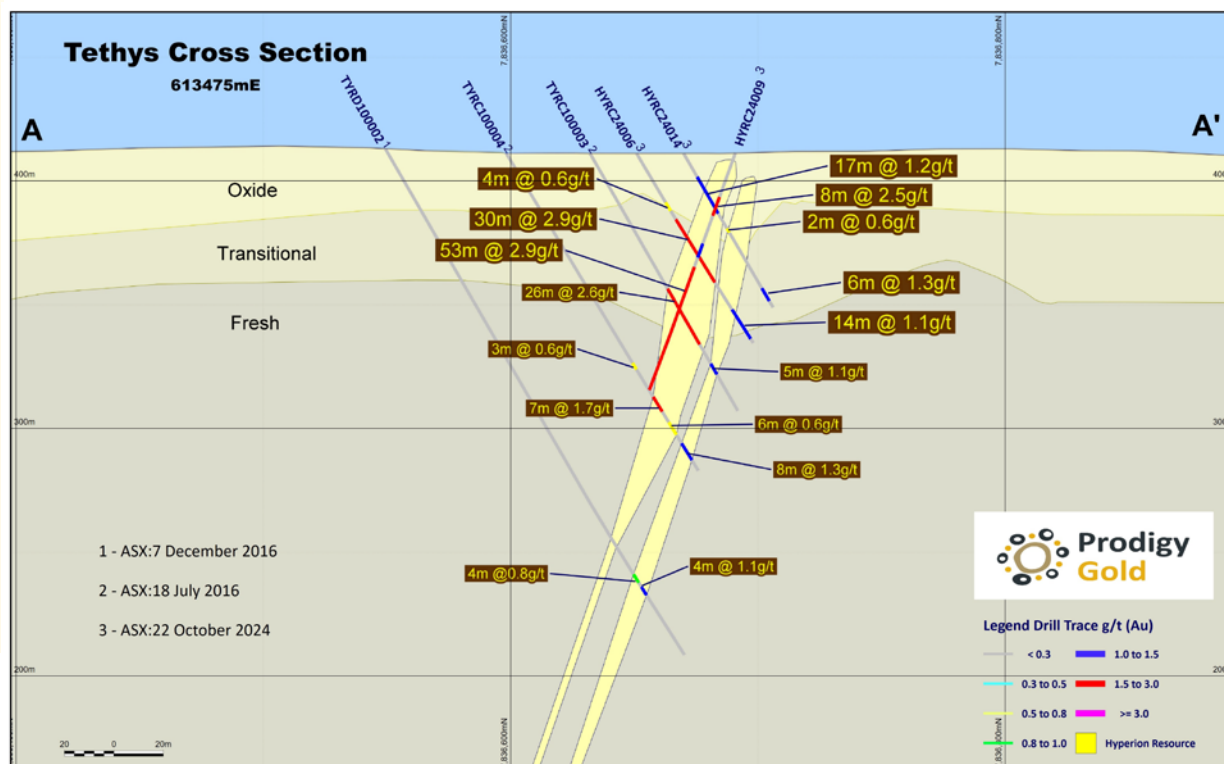 Tethys Cross Section
613475mE
A
A'
7,836,600mN
7,836,800mN
TYRD100002 1
TYRC100004 2
TYRC100003 2
HYRC24006 3
HYRC24014 3
HYRC24009 3
400m
Oxide
Transitional
Fresh
4m @ 0.6g/t
17m @ 1.2g/t
8m @ 2.5g/t
30m @ 2.9g/t
2m @ 0.6g/t
53m @ 2.9g/t
26m @ 2.6g/t
6m @ 1.3g/t
14m @ 1.1g/t
3m @ 0.6g/t
5m @ 1.1g/t
7m @ 1.7g/t
6m @ 0.6g/t
300m
8m @ 1.3g/t
4m @0.8g/t
4m @ 1.1g/t
200m
1 - ASX:7 December 2016
2 - ASX:18 July 2016
3 - ASX:22 October 2024
20 0 20m
Prodigy
Gold
Legend Drill Trace g/t (Au)
< 0.3
1.0 to 1.5
0.3 to 0.5
1.5 to 3.0
0.5 to 0.8
>= 3.0
0.8 to 1.0
Hyperion Resource